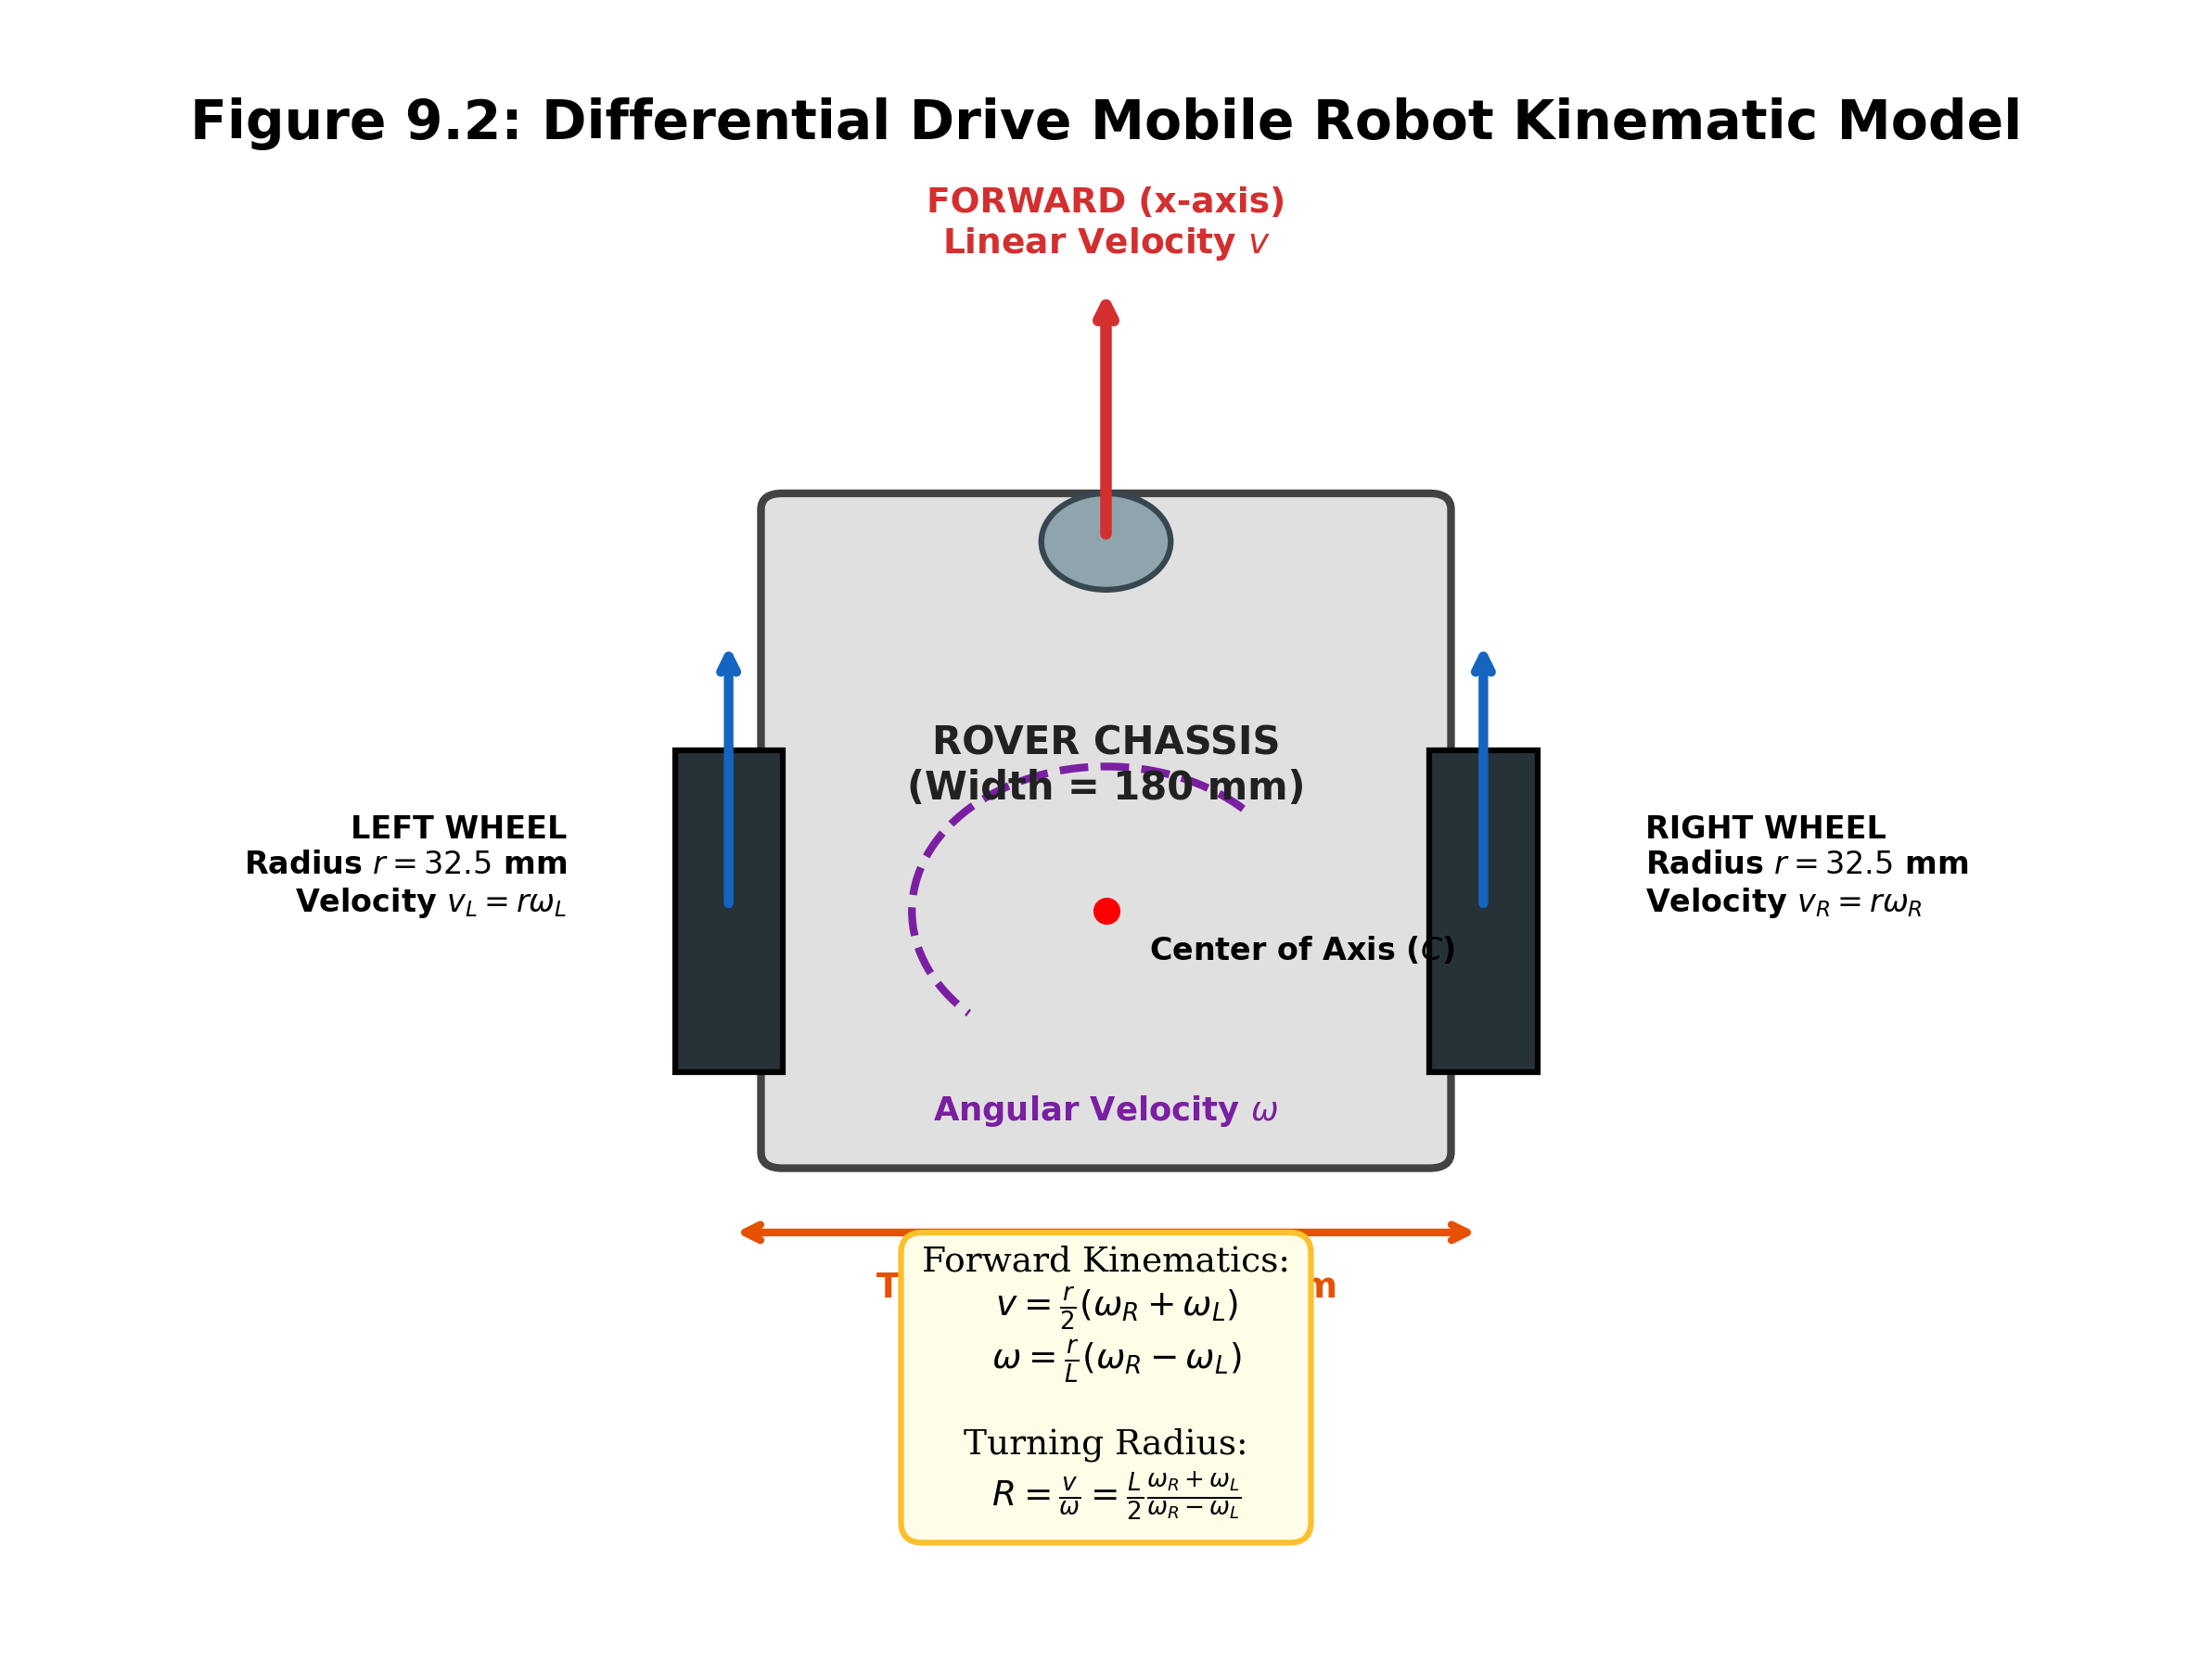 Figure 9.2: Differential Drive Mobile Robot Kinematic Model
FORWARD (x-axis)
Linear Velocity v
ROVER CHASSIS
(Width = 180 mm)
LEFT WHEEL
Radius r = 32.5 mm
Velocity v_L = rω_L
RIGHT WHEEL
Radius r = 32.5 mm
Velocity v_R = rω_R
Center of Axis (C)
Angular Velocity ω
Forward Kinematics:
v = r/2 (ω_R + ω_L)
ω = r/L (ω_R − ω_L)
Turning Radius:
R = v/ω = L/2 (ω_R + ω_L)/(ω_R − ω_L)